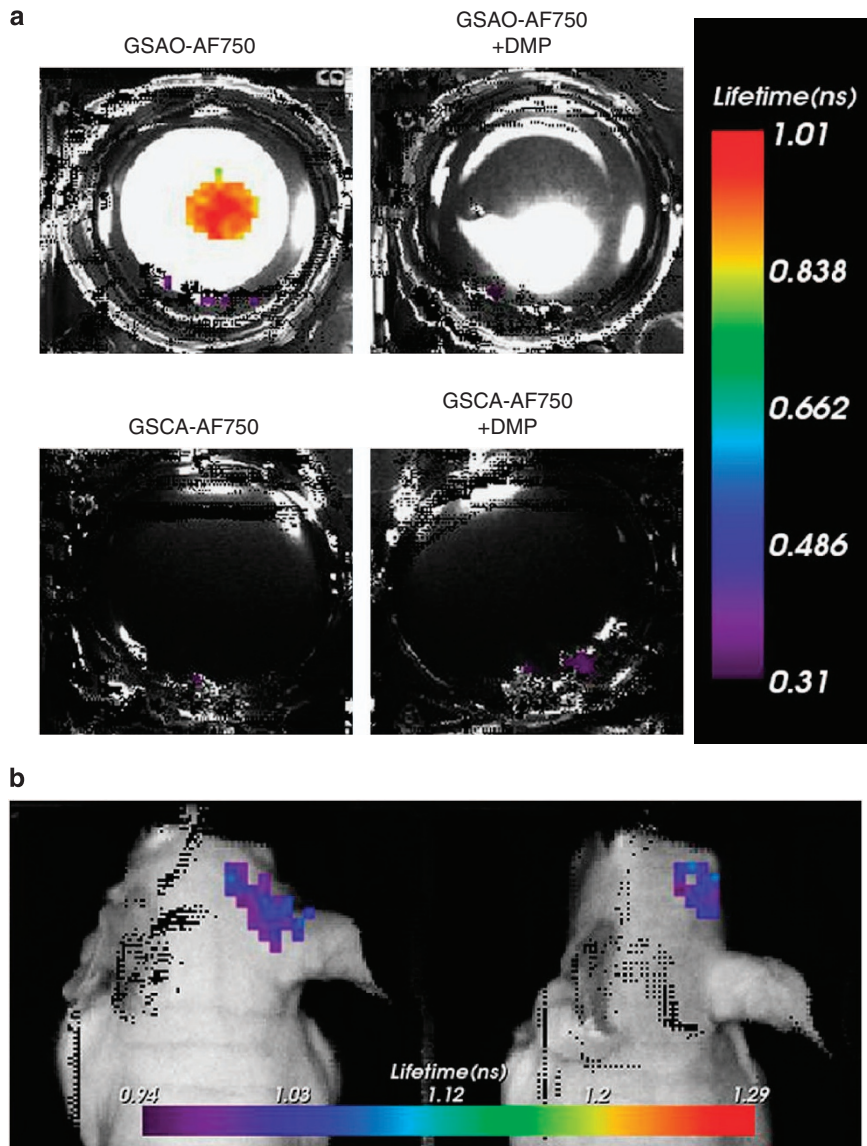 a
GSAO-AF750
GSAO-AF750
+DMP
Lifetime(ns)
1.01
0.838
0.662
0.486
0.31
GSCA-AF750
GSCA-AF750
+DMP
b
Lifetime(ns)
0.94
1.03
1.12
1.2
1.29